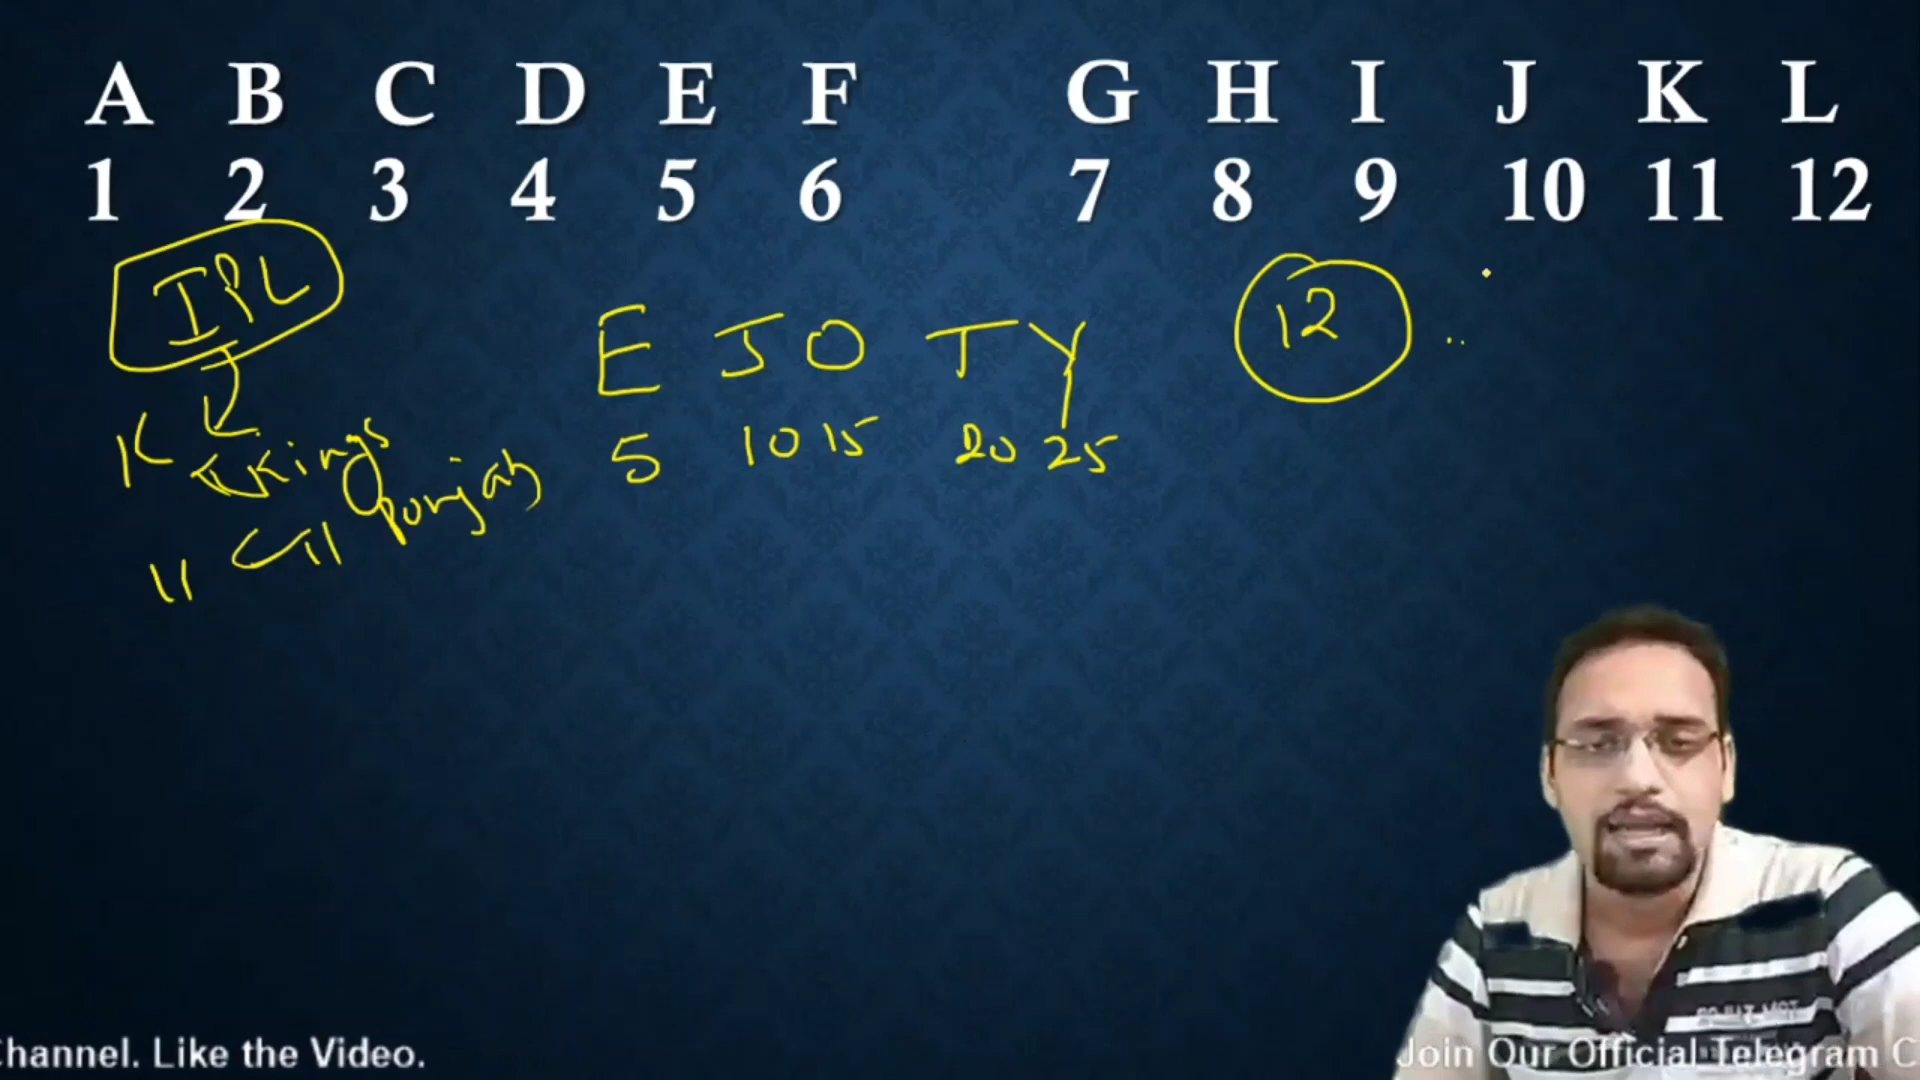 A B C D E F G H I J K L
1 2 3 4 5 6 7 8 9 10 11 12
IPL
E J O T Y
5 10 15 20 25
12
K
Kings
Punjab
11
11
Channel. Like the Video.
Join Our Official Telegram C